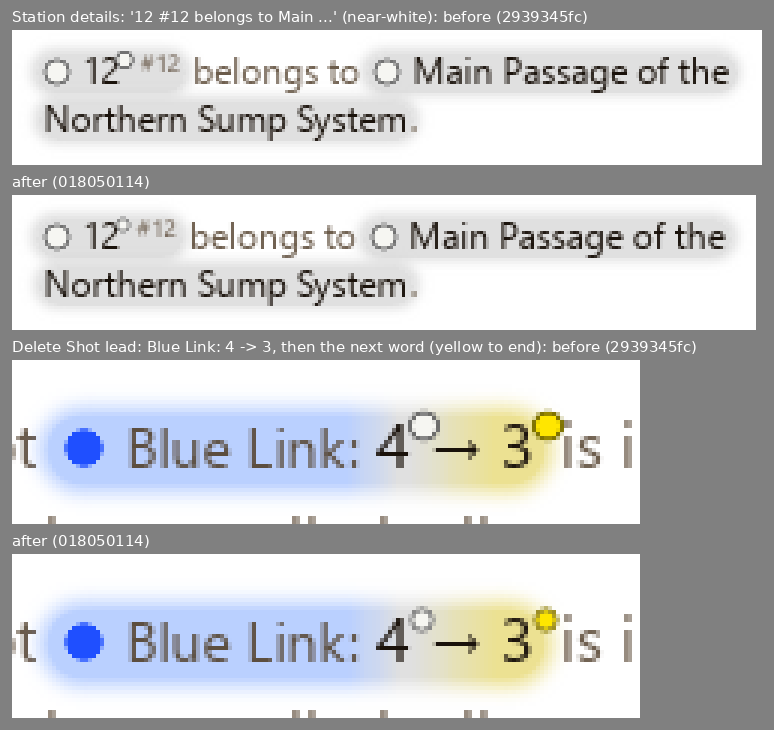 Station details: '12 #12 belongs to Main ...' (near-white): before (2939345fc)
12 #12 belongs to Main Passage of the
Northern Sump System.
after (018050114)
12 #12 belongs to Main Passage of the
Northern Sump System.
Delete Shot lead: Blue Link: 4 -> 3, then the next word (yellow to end): before (2939345fc)
t Blue Link: 4 → 3 is i
after (018050114)
t Blue Link: 4 → 3 is i